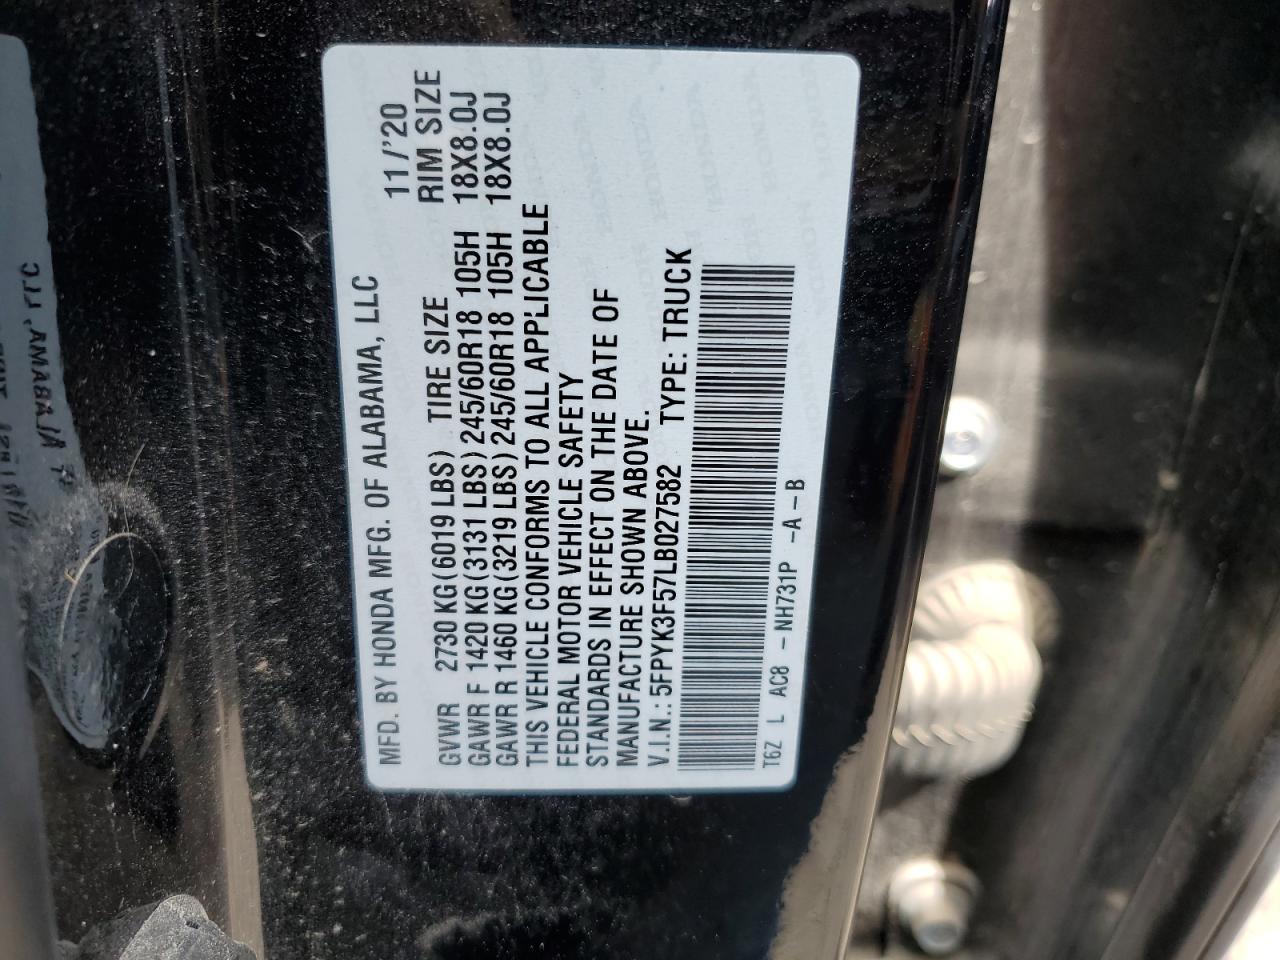 MFD. BY HONDA MFG. OF ALABAMA, LLC 11/'20
GVWR 2730 KG(6019 LBS) TIRE SIZE RIM SIZE
GAWR F 1420 KG(3131 LBS) 245/60R18 105H 18X8.0J
GAWR R 1460 KG(3219 LBS) 245/60R18 105H 18X8.0J
THIS VEHICLE CONFORMS TO ALL APPLICABLE
FEDERAL MOTOR VEHICLE SAFETY
STANDARDS IN EFFECT ON THE DATE OF
MANUFACTURE SHOWN ABOVE.
V.I.N.: 5FPYK3F57LB027582 TYPE: TRUCK
T6Z L AC8 - NH731P -A-B